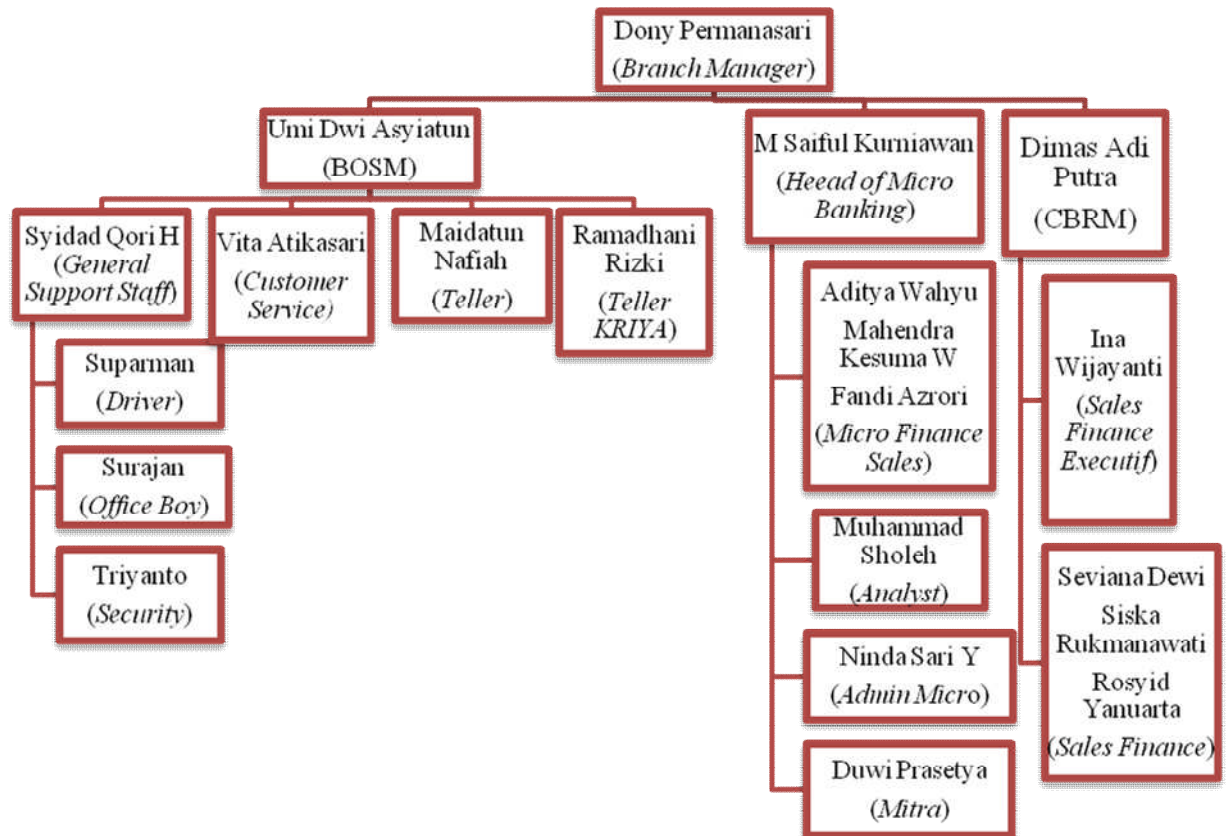 Dony Permanasari
(Branch Manager)
Umi Dwi Asyiatun
(BOSM)
M Saiful Kurniawan
(Heead of Micro
Banking)
Dimas Adi
Putra
(CBRM)
Syidad Qori H
(General
Support Staff)
Vita Atikasari
(Customer
Service)
Maidatun
Nafiah
(Teller)
Ramadhani
Rizki
(Teller
KRIYA)
Suparman
(Driver)
Surajan
(Office Boy)
Triyanto
(Security)
Aditya Wahyu
Mahendra
Kesuma W
Fandi Azrori
(Micro Finance
Sales)
Muhammad
Sholeh
(Analyst)
Ninda Sari Y
(Admin Micro)
Duwi Prasetya
(Mitra)
Ina
Wijayanti
(Sales
Finance
Executif)
Seviana Dewi
Siska
Rukmanawati
Rosyid
Yanuarta
(Sales Finance)